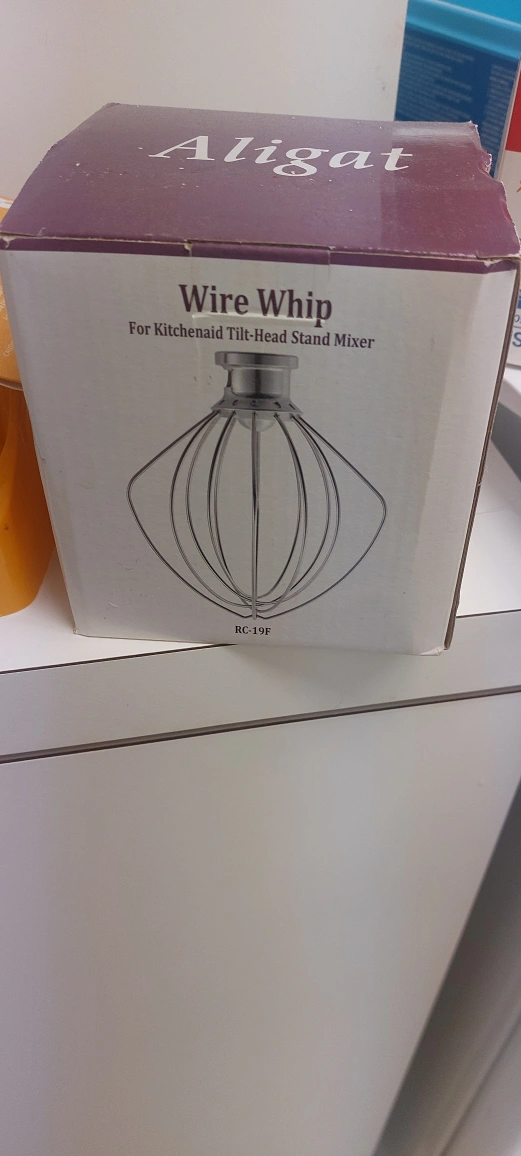 Aligat
Wire Whip
For Kitchenaid Tilt-Head Stand Mixer
RC-19F